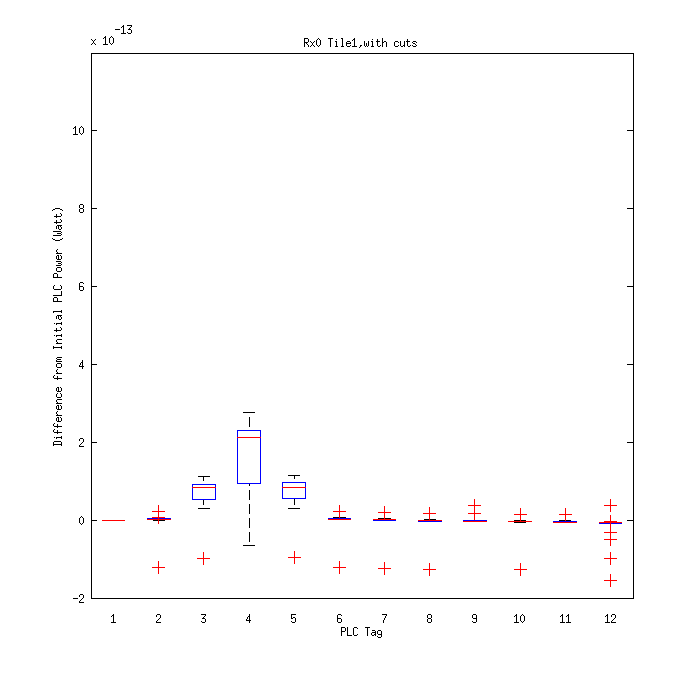 x 10 -13
Rx0 Tile1,with cuts
10
8
6
4
2
0
-2
Difference from Initial PLC Power (Watt)
1 2 3 4 5 6 7 8 9 10 11 12
PLC Tag